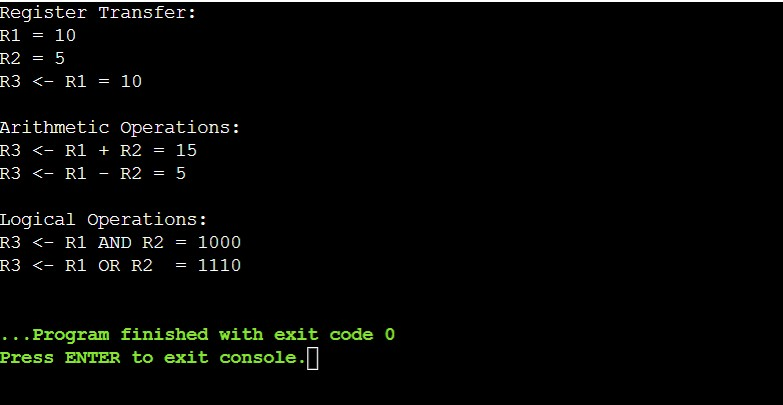 Register Transfer:
R1 = 10
R2 = 5
R3 <- R1 = 10
Arithmetic Operations:
R3 <- R1 + R2 = 15
R3 <- R1 - R2 = 5
Logical Operations:
R3 <- R1 AND R2 = 1000
R3 <- R1 OR R2  = 1110
...Program finished with exit code 0
Press ENTER to exit console.